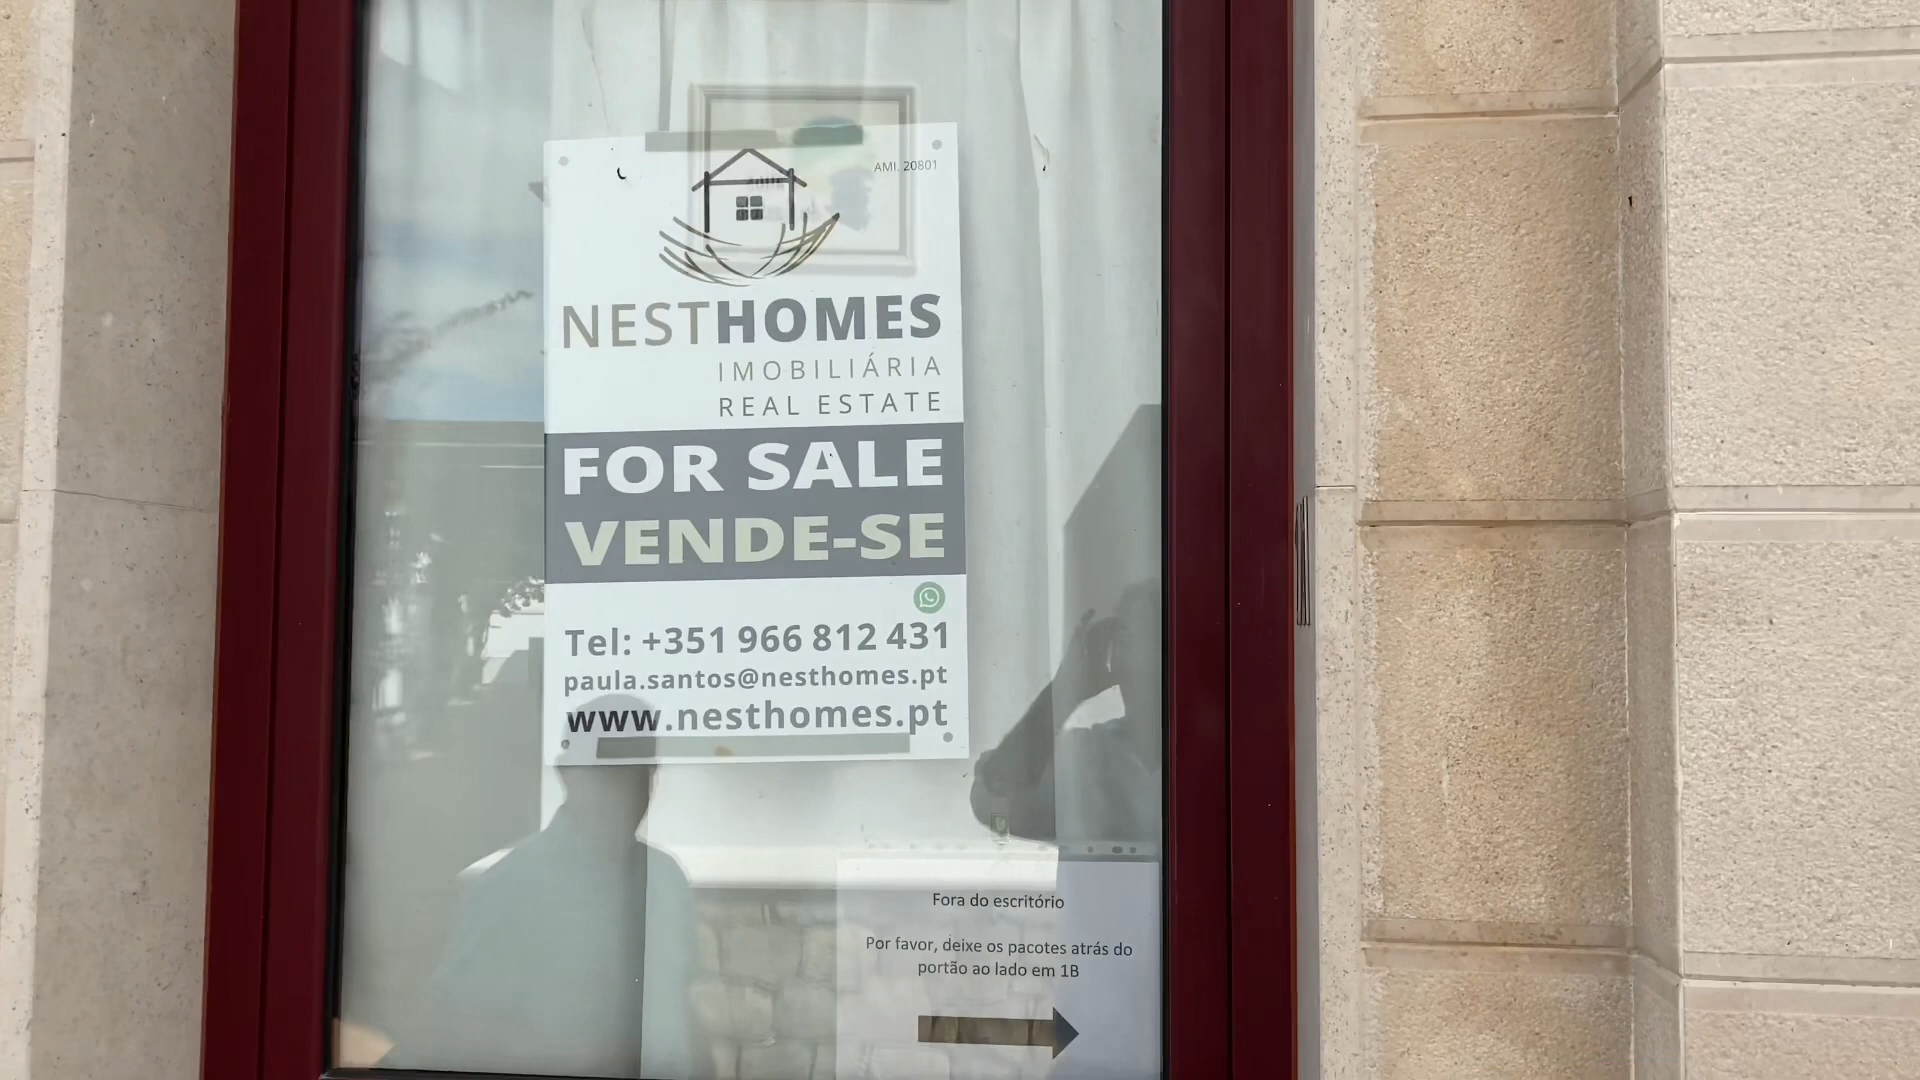 AMI. 20801
NESTHOMES
IMOBILIÁRIA
REAL ESTATE
FOR SALE
VENDE-SE
Tel: +351 966 812 431
paula.santos@nesthomes.pt
www.nesthomes.pt
Fora do escritório
Por favor, deixe os pacotes atrás do
portão ao lado em 1B